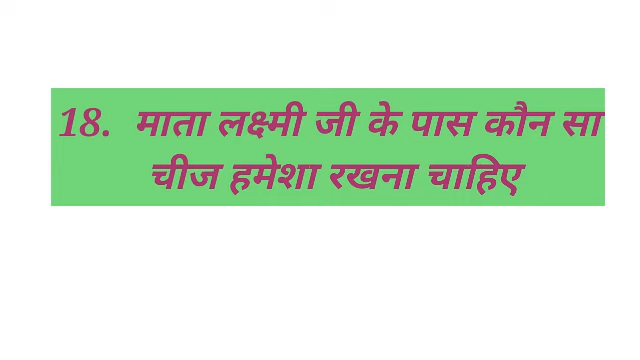 18. माता लक्ष्मी जी के पास कौन सा
चीज हमेशा रखना चाहिए